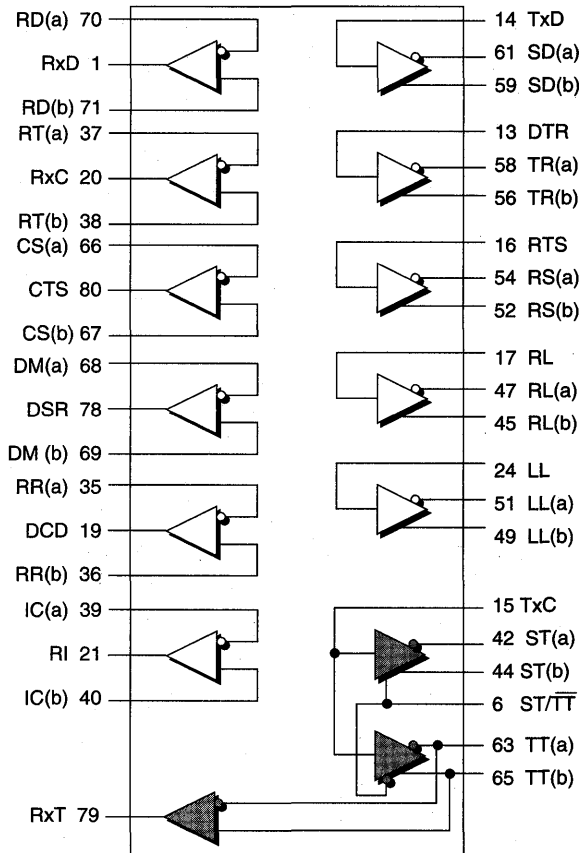 RD(a) 70
RxD 1
RD(b) 71
RT(a) 37
RxC 20
RT(b) 38
CS(a) 66
CTS 80
CS(b) 67
DM(a) 68
DSR 78
DM (b) 69
RR(a) 35
DCD 19
RR(b) 36
IC(a) 39
RI 21
IC(b) 40
RxT 79
14 TxD
61 SD(a)
59 SD(b)
13 DTR
58 TR(a)
56 TR(b)
16 RTS
54 RS(a)
52 RS(b)
17 RL
47 RL(a)
45 RL(b)
24 LL
51 LL(a)
49 LL(b)
15 TxC
42 ST(a)
44 ST(b)
6 ST/T̅T̅
63 TT(a)
65 TT(b)